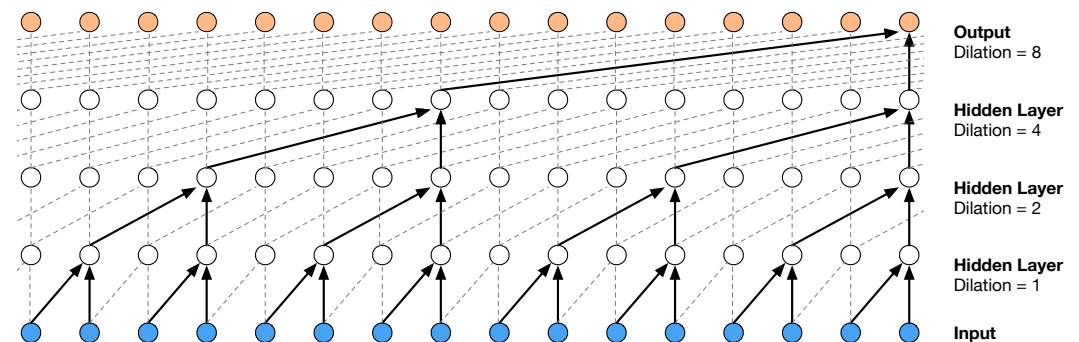 Output
Dilation = 8
Hidden Layer
Dilation = 4
Hidden Layer
Dilation = 2
Hidden Layer
Dilation = 1
Input